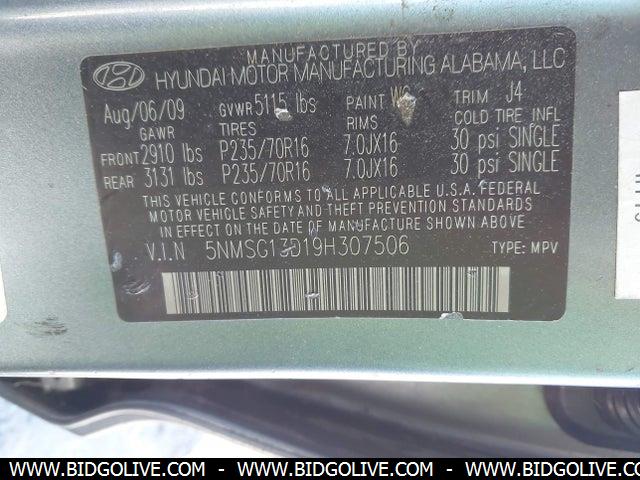 MANUFACTURED BY
HYUNDAI MOTOR MANUFACTURING ALABAMA, LLC
Aug/06/09 GVWR 5115 lbs PAINT TRIM J4
GAWR TIRES RIMS COLD TIRE INFL
FRONT 2910 lbs P235/70R16 7.0JX16 30 psi SINGLE
REAR 3131 lbs P235/70R16 7.0JX16 30 psi SINGLE
THIS VEHICLE CONFORMS TO ALL APPLICABLE U.S.A. FEDERAL
MOTOR VEHICLE SAFETY AND THEFT PREVENTION STANDARDS
IN EFFECT ON THE DATE OF MANUFACTURE SHOWN ABOVE
V.I.N 5NMSG13D19H307506 TYPE: MPV
WWW.BIDGOLIVE.COM - WWW.BIDGOLIVE.COM - WWW.BIDGOLIVE.COM